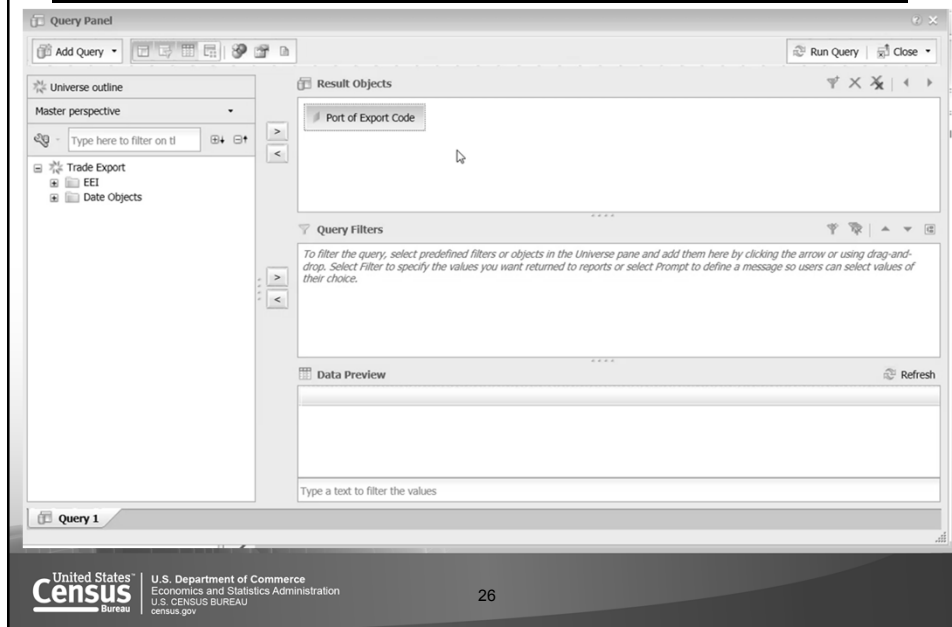 Query Panel
Add Query
Run Query
Close
Universe outline
Master perspective
Type here to filter on tl
Trade Export
EEI
Date Objects
>
<
Result Objects
Port of Export Code
Query Filters
To filter the query, select predefined filters or objects in the Universe pane and add them here by clicking the arrow or using drag-and-
drop. Select Filter to specify the values you want returned to reports or select Prompt to define a message so users can select values of
their choice.
>
<
Data Preview
Refresh
Type a text to filter the values
Query 1
United States™
Census
Bureau
U.S. Department of Commerce
Economics and Statistics Administration
U.S. CENSUS BUREAU
census.gov
26